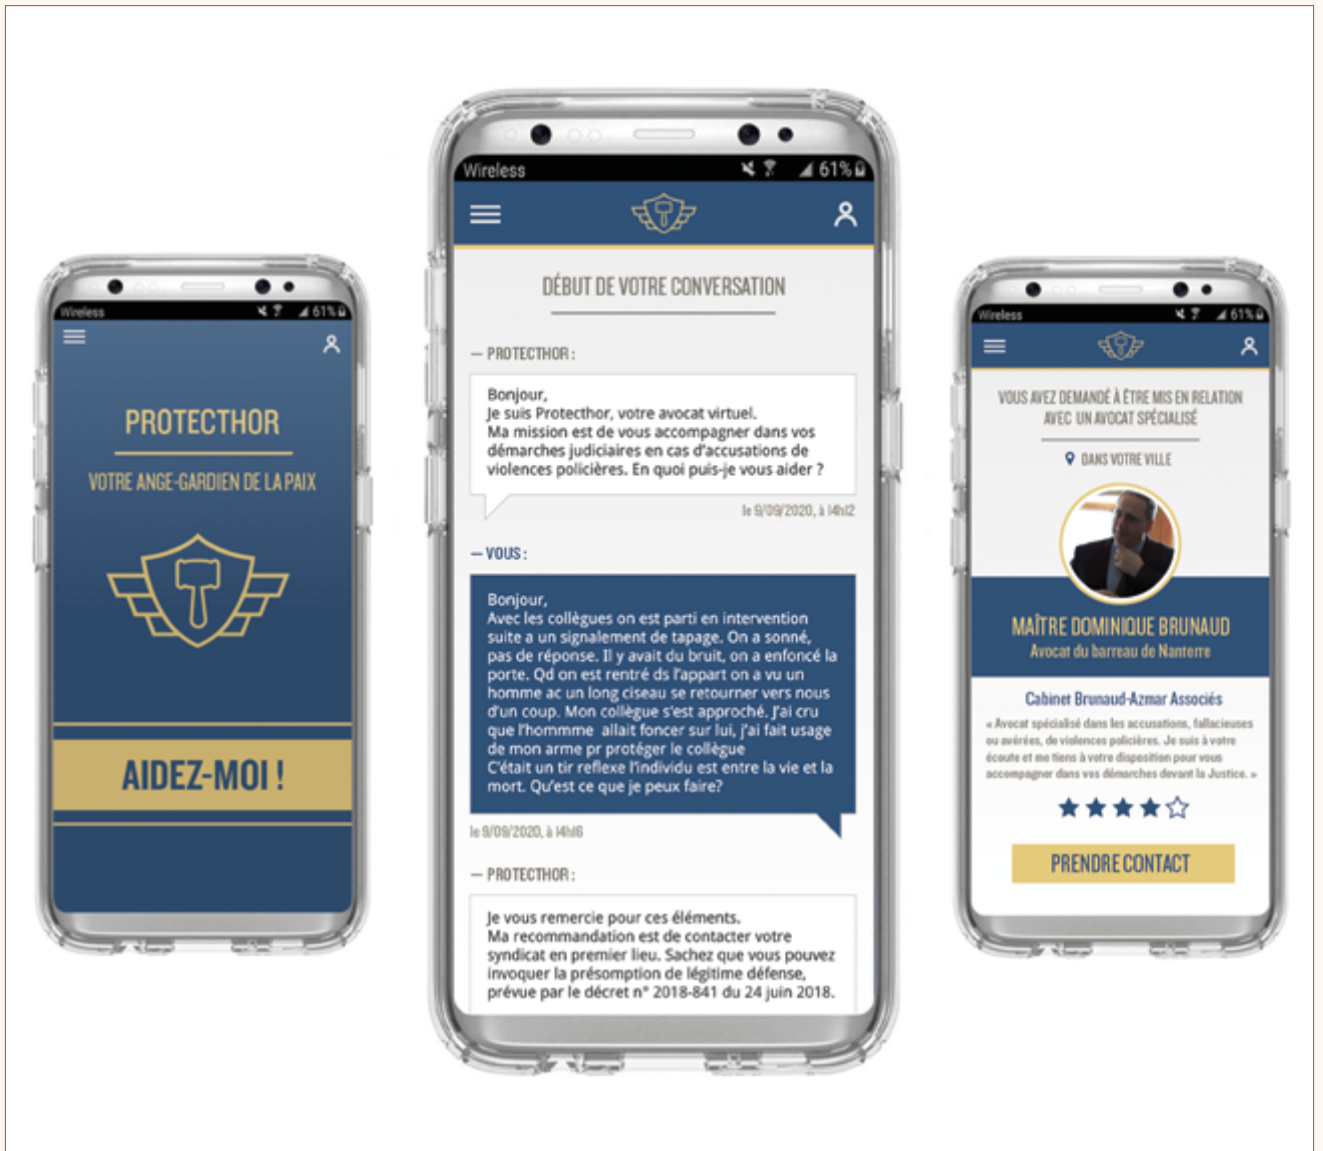 Wireless
61%
PROTECTHOR
VOTRE ANGE-GARDIEN DE LA PAIX
AIDEZ-MOI !
Wireless
61%
DÉBUT DE VOTRE CONVERSATION
— PROTECTHOR :
Bonjour,
Je suis Protecthor, votre avocat virtuel.
Ma mission est de vous accompagner dans vos
démarches judiciaires en cas d'accusations de
violences policières. En quoi puis-je vous aider ?
le 9/09/2020, à 14h12
— VOUS :
Bonjour,
Avec les collègues on est parti en intervention
suite a un signalement de tapage. On a sonné,
pas de réponse. Il y avait du bruit, on a enfoncé la
porte. Qd on est rentré ds l'appart on a vu un
homme ac un long ciseau se retourner vers nous
d'un coup. Mon collègue s'est approché. J'ai cru
que l'hommme allait foncer sur lui, j'ai fait usage
de mon arme pr protéger le collègue
C'était un tir reflexe l'individu est entre la vie et la
mort. Qu'est ce que je peux faire?
le 9/09/2020, à 14h16
— PROTECTHOR :
Je vous remercie pour ces éléments.
Ma recommandation est de contacter votre
syndicat en premier lieu. Sachez que vous pouvez
invoquer la présomption de légitime défense,
prévue par le décret n° 2018-841 du 24 juin 2018.
Wireless
61%
VOUS AVEZ DEMANDÉ À ÊTRE MIS EN RELATION
AVEC UN AVOCAT SPÉCIALISÉ
DANS VOTRE VILLE
MAÎTRE DOMINIQUE BRUNAUD
Avocat du barreau de Nanterre
Cabinet Brunaud-Azmar Associés
« Avocat spécialisé dans les accusations, fallacieuses
ou avérées, de violences policières. Je suis à votre
écoute et me tiens à votre disposition pour vous
accompagner dans vos démarches devant la Justice. »
PRENDRE CONTACT